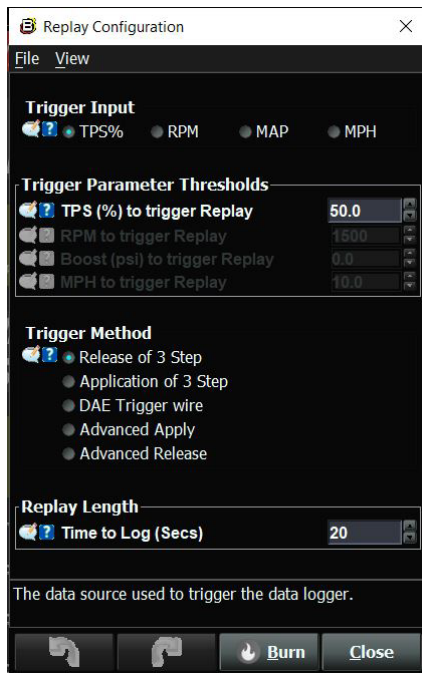 Replay Configuration
File View
Trigger Input
TPS% RPM MAP MPH
Trigger Parameter Thresholds
TPS (%) to trigger Replay 50.0
RPM to trigger Replay 1500
Boost (psi) to trigger Replay 0.0
MPH to trigger Replay 10.0
Trigger Method
Release of 3 Step
Application of 3 Step
DAE Trigger wire
Advanced Apply
Advanced Release
Replay Length
Time to Log (Secs) 20
The data source used to trigger the data logger.
Burn Close